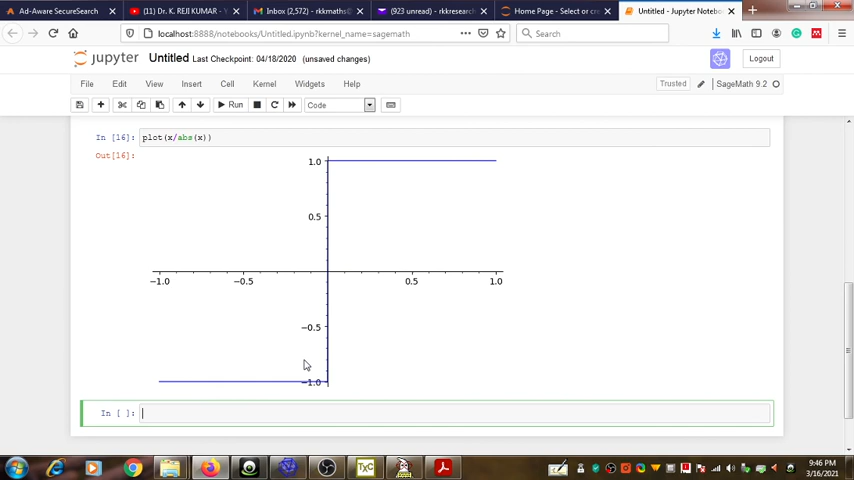 Ad-Aware SecureSearch
(11) Dr. K. REJI KUMAR - Y
Inbox (2,572) - rkkmaths@
(923 unread) - rkkresearch
Home Page - Select or cre
Untitled - Jupyter Notebo
localhost:8888/notebooks/Untitled.ipynb?kernel_name=sagemath
Search
jupyter Untitled Last Checkpoint: 04/18/2020 (unsaved changes)
Logout
File Edit View Insert Cell Kernel Widgets Help
Trusted
SageMath 9.2
Run
Code
In [16]: plot(x/abs(x))
Out[16]:
1.0
0.5
−1.0 −0.5 0.5 1.0
−0.5
−1.0
In [ ]:
TXC
9:46 PM
3/16/2021